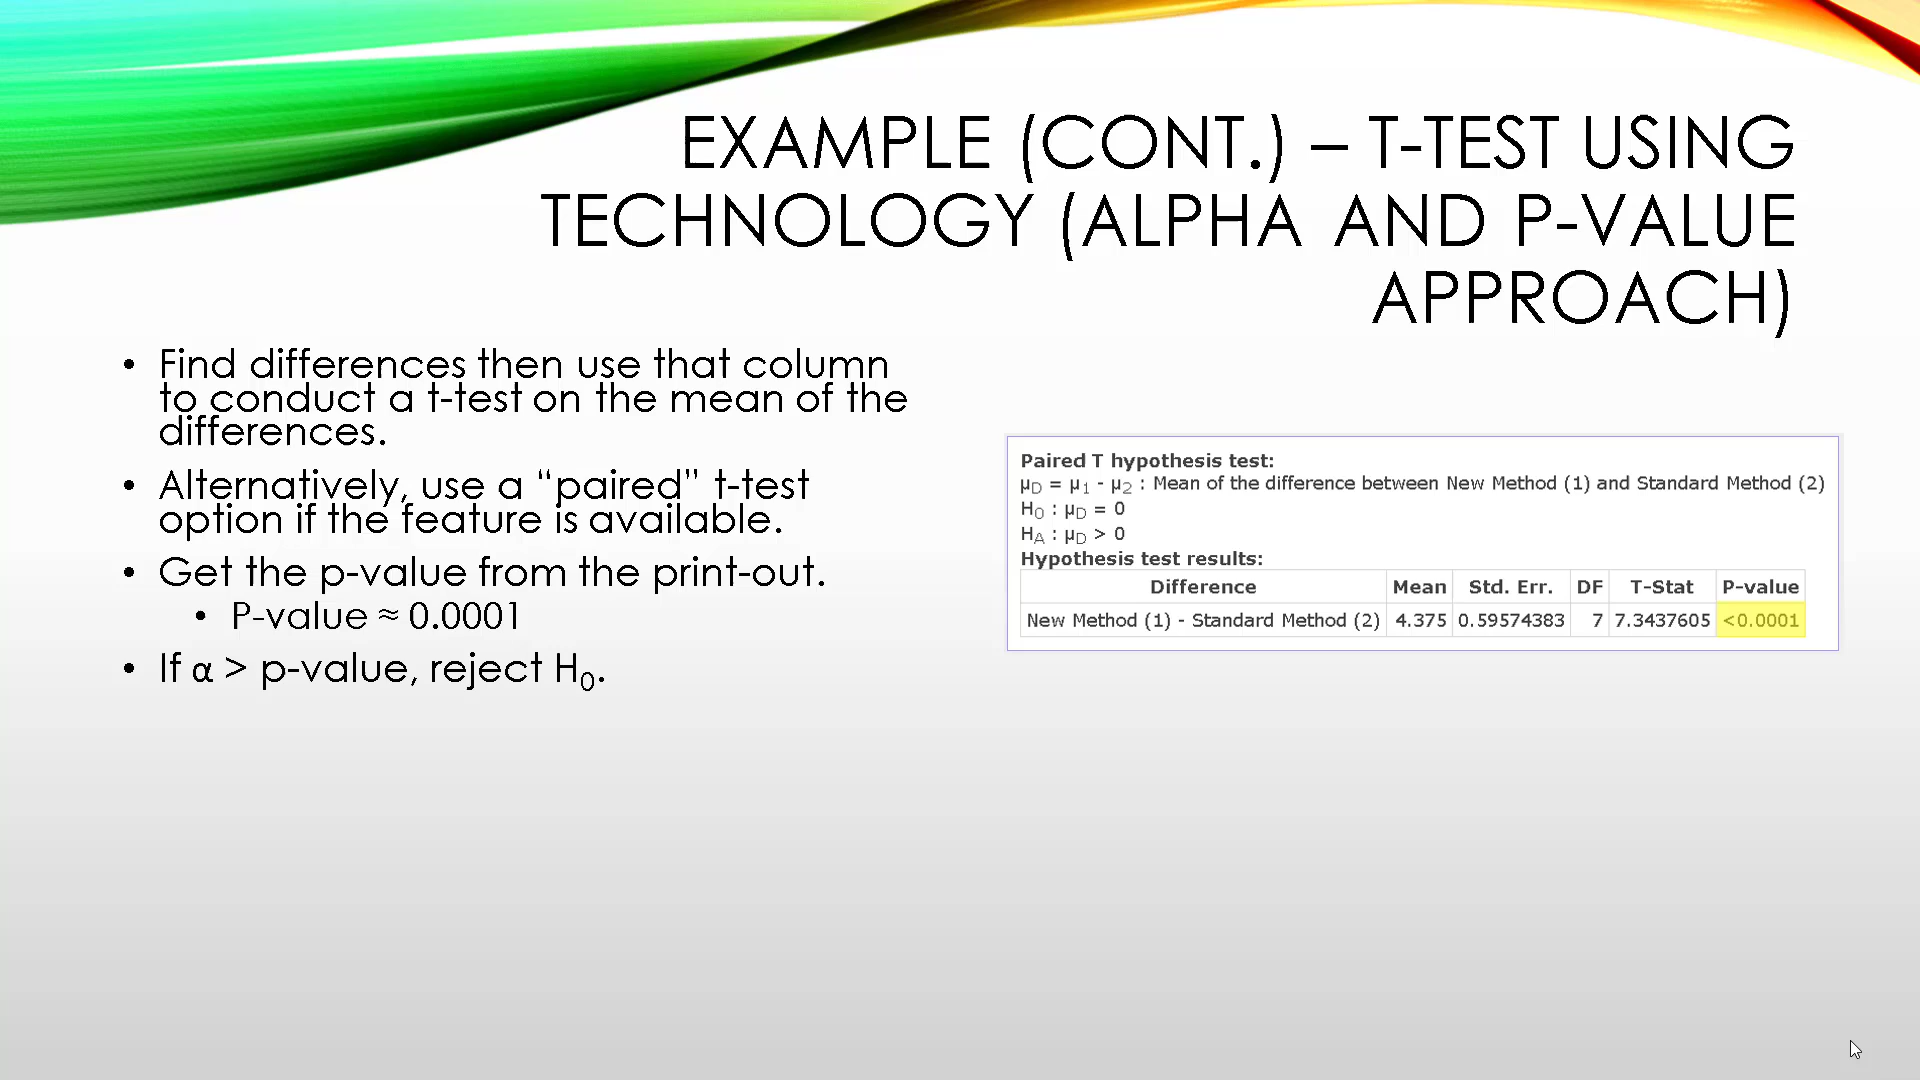 EXAMPLE (CONT.) – T-TEST USING
TECHNOLOGY (ALPHA AND P-VALUE
APPROACH)
• Find differences then use that column
to conduct a t-test on the mean of the
differences.
• Alternatively, use a “paired” t-test
option if the feature is available.
• Get the p-value from the print-out.
• P-value ≈ 0.0001
• If α > p-value, reject H₀.
Paired T hypothesis test:
μD = μ₁ - μ₂ : Mean of the difference between New Method (1) and Standard Method (2)
H₀ : μD = 0
HA : μD > 0
Hypothesis test results:
Difference Mean Std. Err. DF T-Stat P-value
New Method (1) - Standard Method (2) 4.375 0.59574383 7 7.3437605 <0.0001